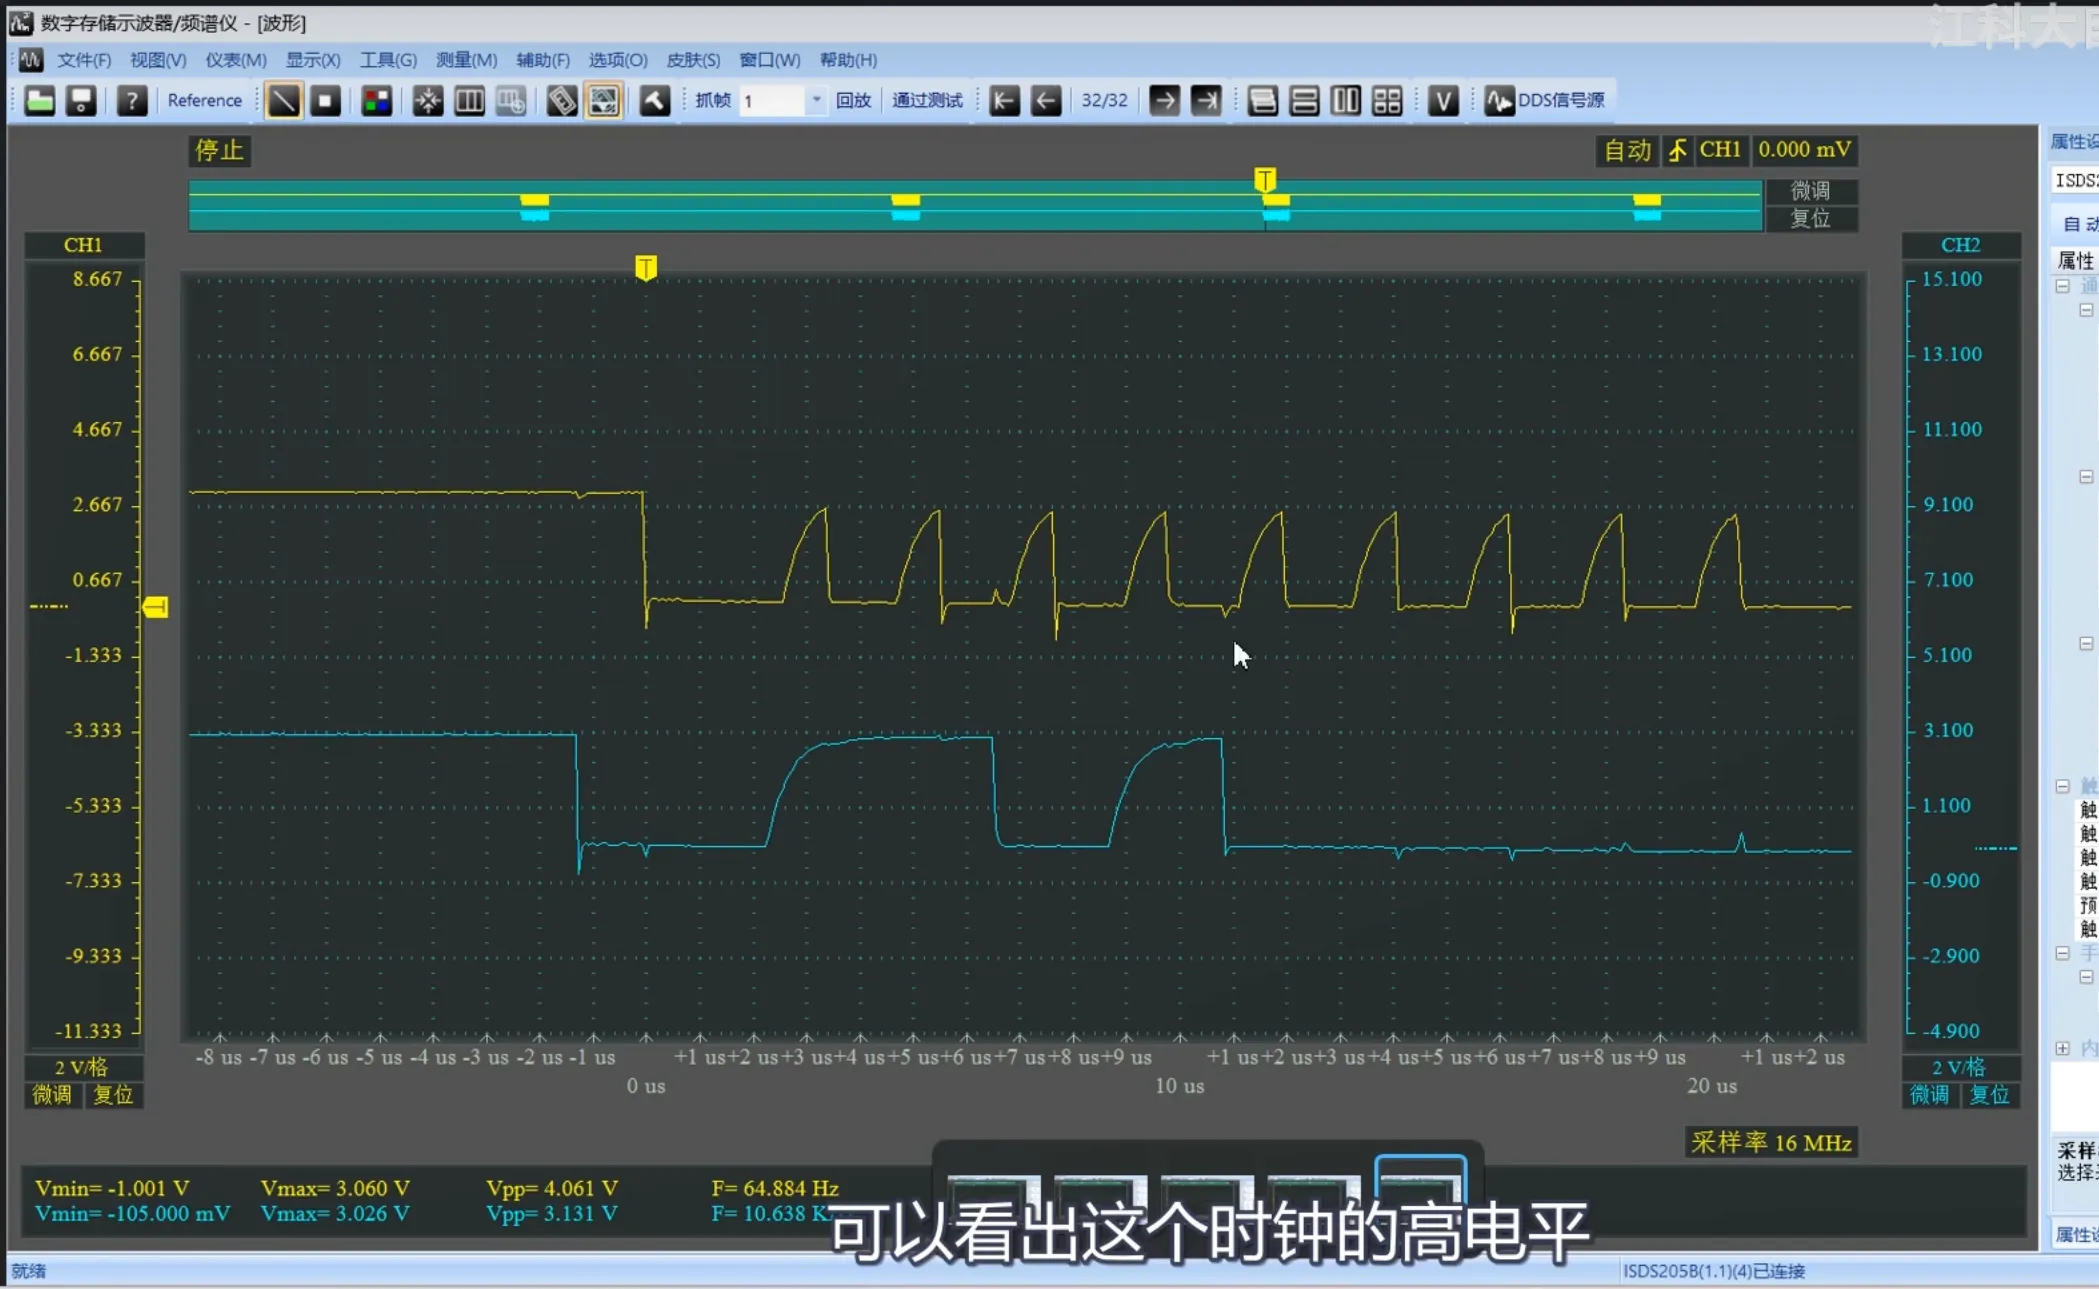 数字存储示波器/频谱仪 - [波形]
江科大
文件(F) 视图(V) 仪表(M) 显示(X) 工具(G) 测量(M) 辅助(F) 选项(O) 皮肤(S) 窗口(W) 帮助(H)
Reference 抓帧 1 回放 通过测试 32/32 V DDS信号源
停止 自动 CH1 0.000 mV
属性设
T
微调
复位
ISDS2
自 动
属性
CH1
CH2
T
8.667
6.667
4.667
2.667
0.667
-1.333
-3.333
-5.333
-7.333
-9.333
-11.333
2 V/格
微调 复位
15.100
13.100
11.100
9.100
7.100
5.100
3.100
1.100
-0.900
-2.900
-4.900
2 V/格
微调 复位
触
触
触
触
预
触
手
内
-8 us -7 us -6 us -5 us -4 us -3 us -2 us -1 us +1 us +2 us +3 us +4 us +5 us +6 us +7 us +8 us +9 us +1 us +2 us +3 us +4 us +5 us +6 us +7 us +8 us +9 us +1 us +2 us
0 us 10 us 20 us
采样率 16 MHz
采样
选择
Vmin= -1.001 V Vmax= 3.060 V Vpp= 4.061 V F= 64.884 Hz
Vmin= -105.000 mV Vmax= 3.026 V Vpp= 3.131 V F= 10.638 K
可以看出这个时钟的高电平
属性设
就绪
ISDS205B(1.1)(4)已连接